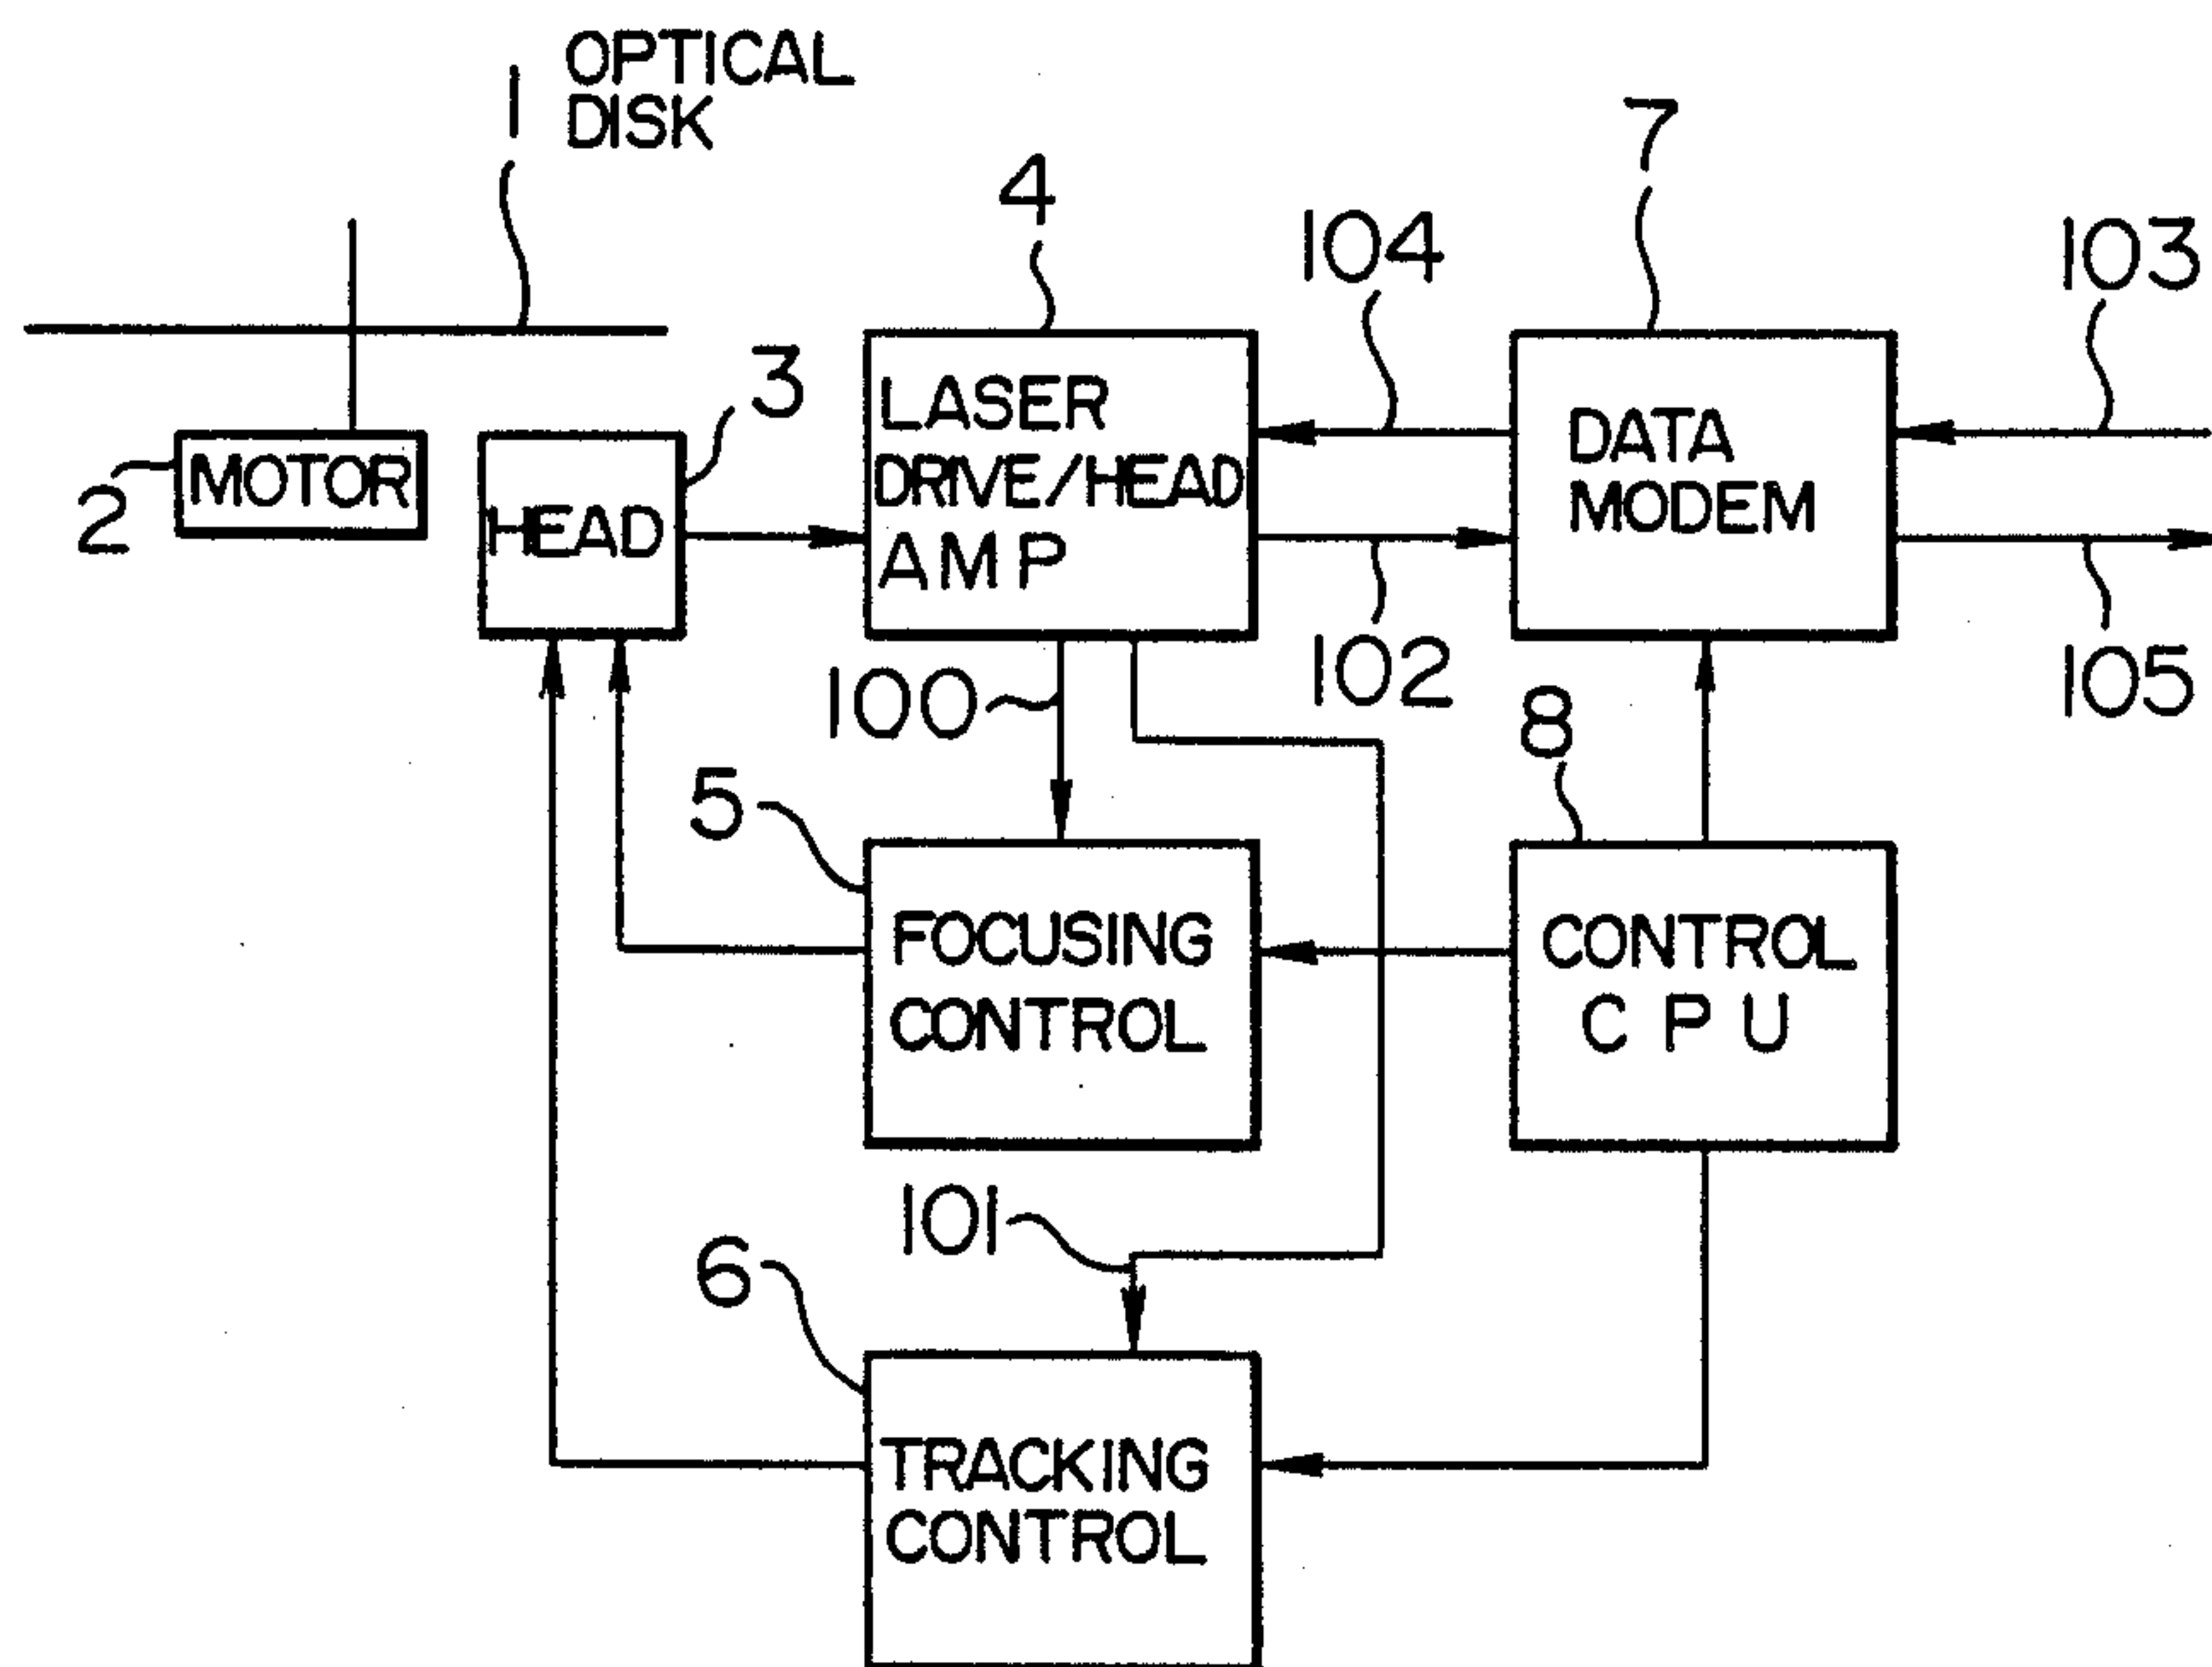 1 OPTICAL
DISK
4
7
104
103
3
2
MOTOR
HEAD
LASER
DRIVE/HEAD
AMP
DATA
MODEM
100
102
105
8
5
FOCUSING
CONTROL
CONTROL
CPU
101
6
TRACKING
CONTROL